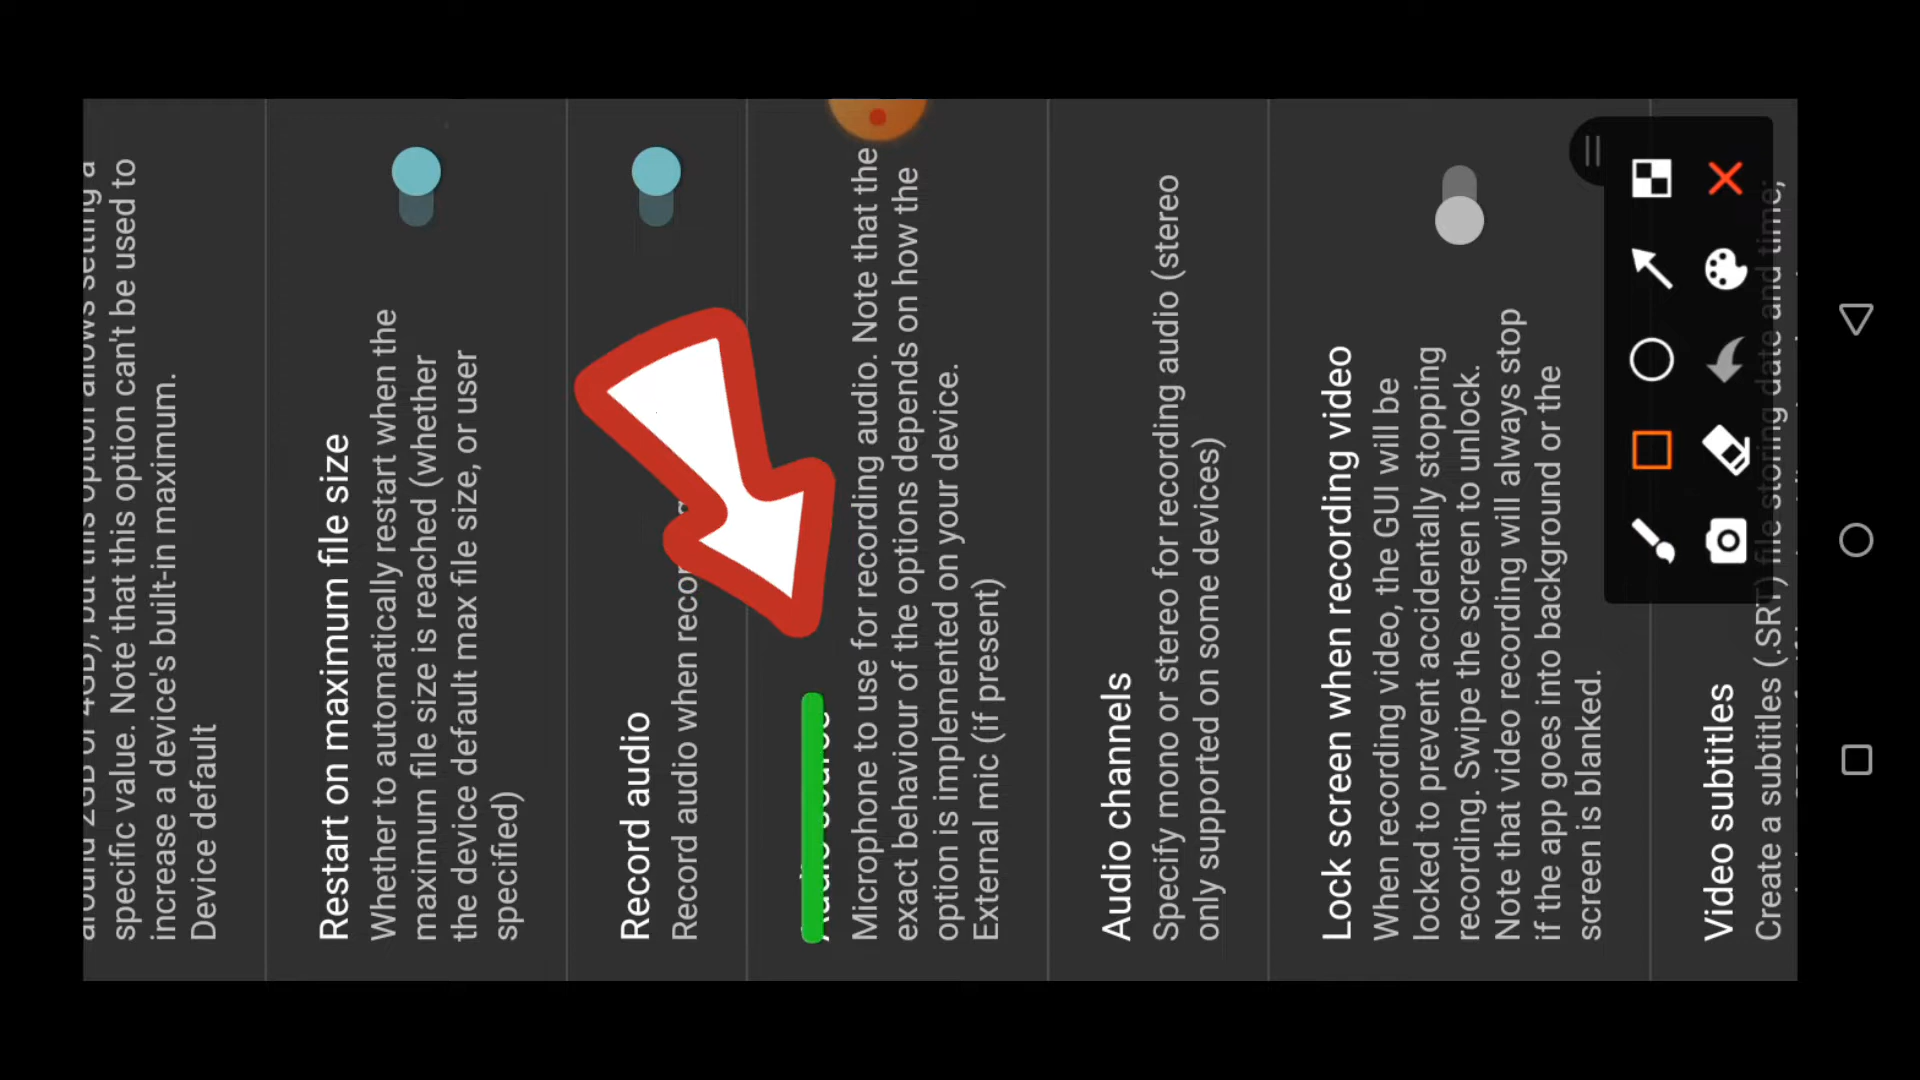 specific value. Note that this option can't be used to
increase a device's built-in maximum.
Device default
Restart on maximum file size
Whether to automatically restart when the
maximum file size is reached (whether
the device default max file size, or user
specified)
Record audio
Record audio when recor
Microphone to use for recording audio. Note that the
exact behaviour of the options depends on how the
option is implemented on your device.
External mic (if present)
Audio channels
Specify mono or stereo for recording audio (stereo
only supported on some devices)
Lock screen when recording video
When recording video, the GUI will be
locked to prevent accidentally stopping
recording. Swipe the screen to unlock.
Note that video recording will always stop
if the app goes into background or the
screen is blanked.
Video subtitles
Create a subtitles (.SRT) file storing date and time,